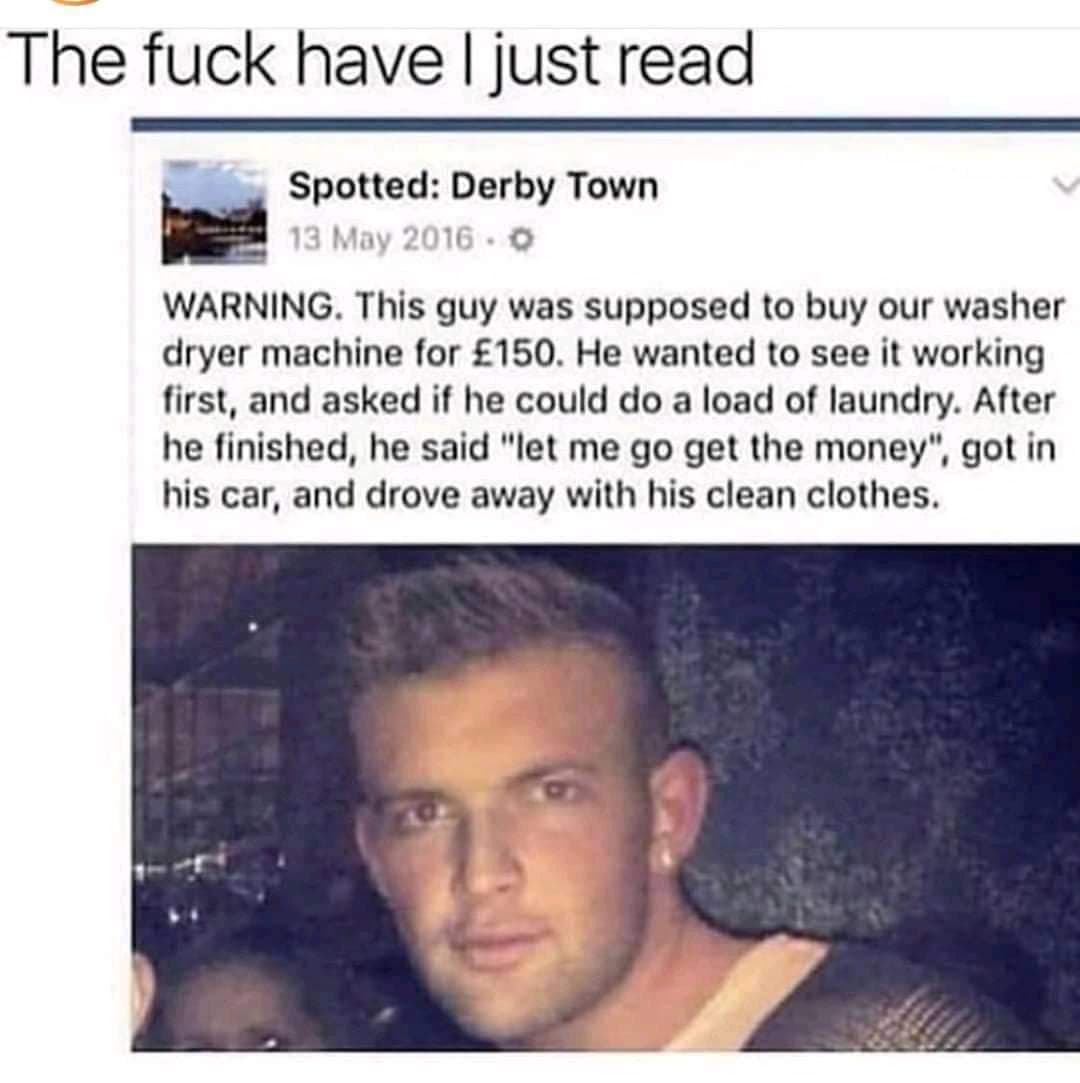 The fuck have I just read
Spotted: Derby Town
13 May 2016 ·
WARNING. This guy was supposed to buy our washer
dryer machine for £150. He wanted to see it working
first, and asked if he could do a load of laundry. After
he finished, he said "let me go get the money", got in
his car, and drove away with his clean clothes.